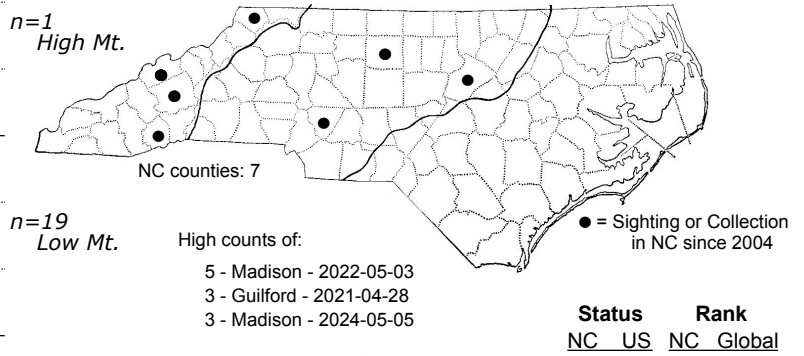 n=1
High Mt.
NC counties: 7
n=19
Low Mt.
High counts of:
5 - Madison - 2022-05-03
3 - Guilford - 2021-04-28
3 - Madison - 2024-05-05
● = Sighting or Collection
in NC since 2004
Status Rank
NC US NC Global